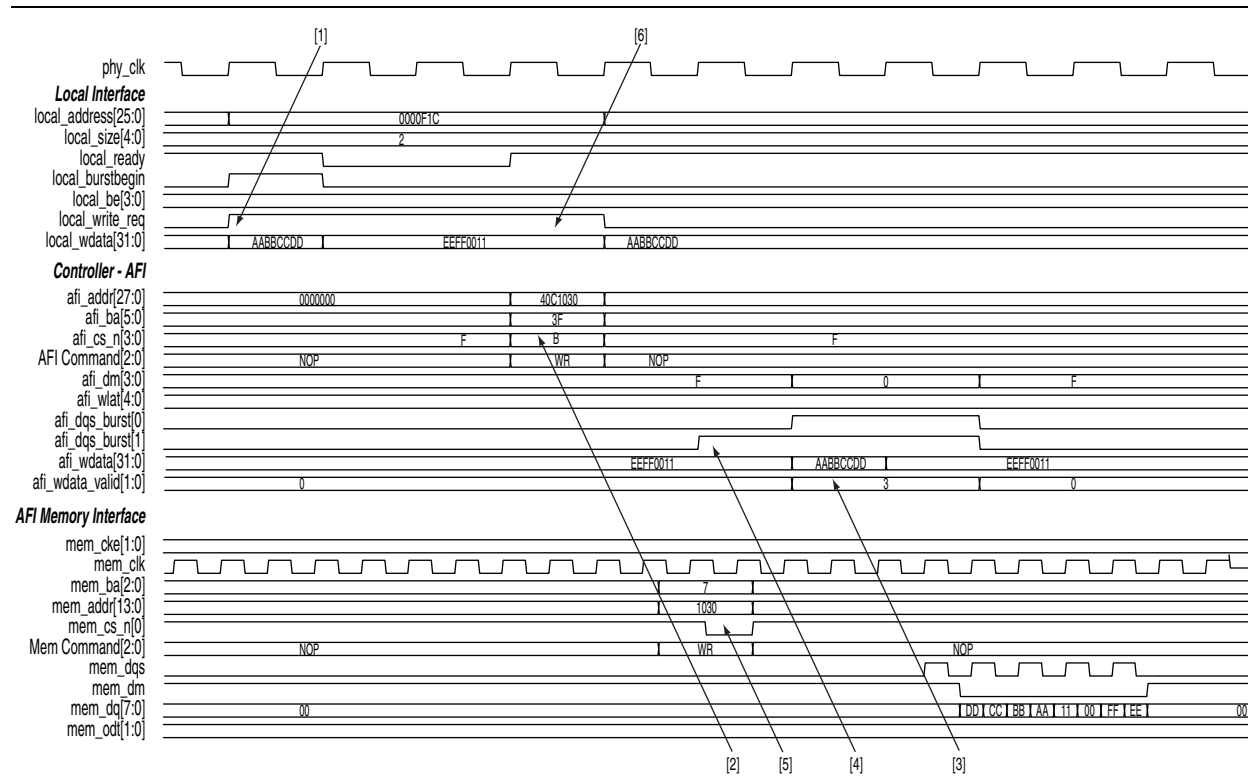 [1] [6]
phy_clk
Local Interface
local_address[25:0] 0000F1C
local_size[4:0] 2
local_ready
local_burstbegin
local_be[3:0]
local_write_req
local_wdata[31:0] AABBCCDD EEFF0011 AABBCCDD
Controller - AFI
afi_addr[27:0] 0000000 40C1030
afi_ba[5:0] 3F
afi_cs_n[3:0] F B F
AFI Command[2:0] NOP WR NOP
afi_dm[3:0] F 0 F
afi_wlat[4:0]
afi_dqs_burst[0]
afi_dqs_burst[1]
afi_wdata[31:0] EEFF0011 AABBCCDD EEFF0011
afi_wdata_valid[1:0] 0 3 0
AFI Memory Interface
mem_cke[1:0]
mem_clk
mem_ba[2:0] 7
mem_addr[13:0] 1030
mem_cs_n[0]
Mem Command[2:0] NOP WR NOP
mem_dqs
mem_dm
mem_dq[7:0] 00 DD CC BB AA 11 00 FF EE 00
mem_odt[1:0]
[2] [5] [4] [3]